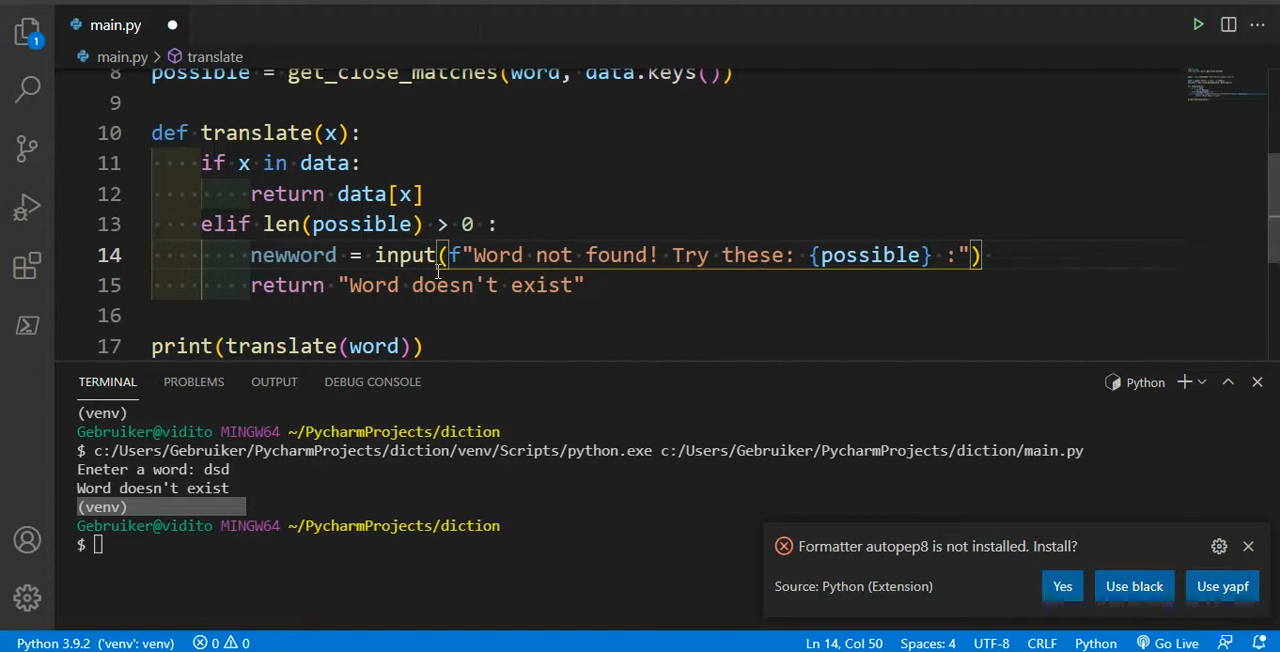 1
main.py
main.py > translate
8 possible = get_close_matches(word, data.keys())
9
10 def translate(x):
11 if x in data:
12 return data[x]
13 elif len(possible) > 0 :
14 newword = input(f"Word not found! Try these: {possible} :")
15 return "Word doesn't exist"
16
17 print(translate(word))
TERMINAL PROBLEMS OUTPUT DEBUG CONSOLE Python
(venv)
Gebruiker@vidito MINGW64 ~/PycharmProjects/diction
$ c:/Users/Gebruiker/PycharmProjects/diction/venv/Scripts/python.exe c:/Users/Gebruiker/PycharmProjects/diction/main.py
Eneter a word: dsd
Word doesn't exist
(venv)
Gebruiker@vidito MINGW64 ~/PycharmProjects/diction
$
Formatter autopep8 is not installed. Install?
Source: Python (Extension) Yes Use black Use yapf
Python 3.9.2 ('venv': venv) 0 0 Ln 14, Col 50 Spaces: 4 UTF-8 CRLF Python Go Live